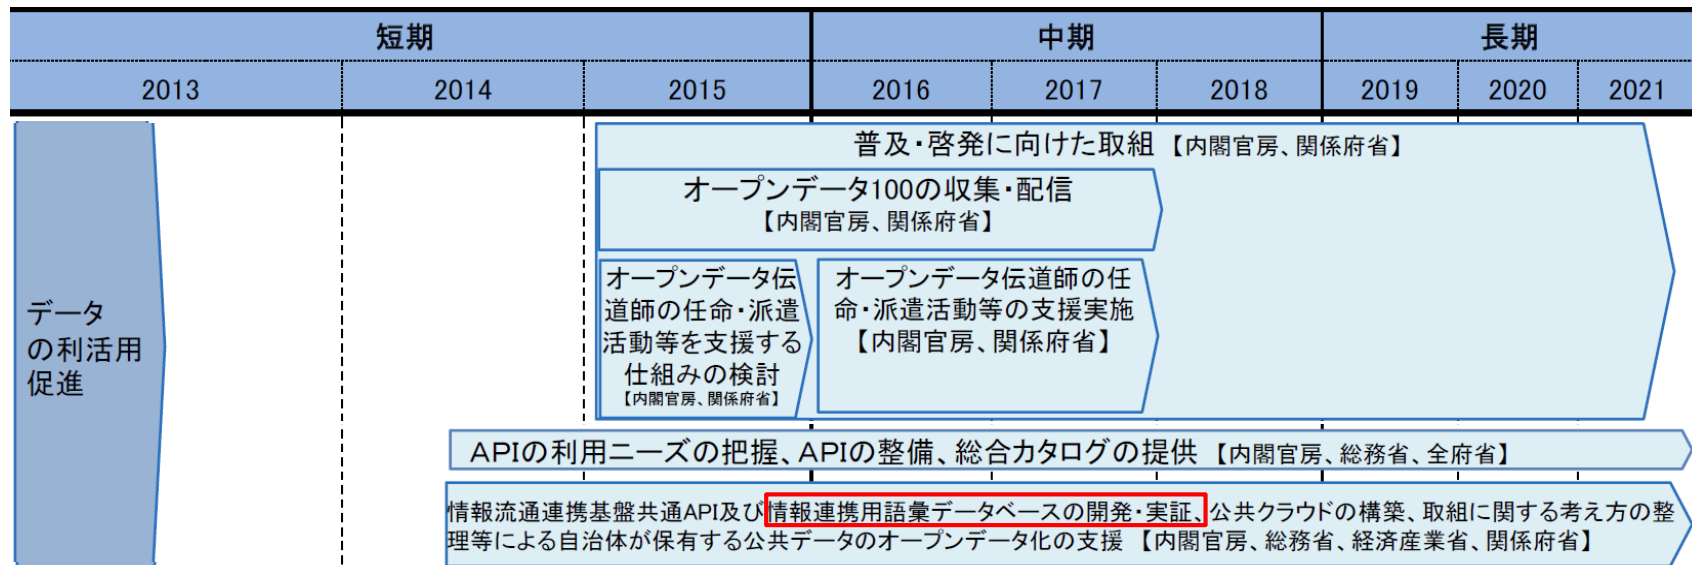 短期 中期 長期
2013 2014 2015 2016 2017 2018 2019 2020 2021
データ
の利活用
促進
普及・啓発に向けた取組 【内閣官房、関係府省】
オープンデータ100の収集・配信
【内閣官房、関係府省】
オープンデータ伝
道師の任命・派遣
活動等を支援する
仕組みの検討
【内閣官房、関係府省】
オープンデータ伝道師の任
命・派遣活動等の支援実施
【内閣官房、関係府省】
APIの利用ニーズの把握、APIの整備、総合カタログの提供 【内閣官房、総務省、全府省】
情報流通連携基盤共通API及び情報連携用語彙データベースの開発・実証、公共クラウドの構築、取組に関する考え方の整
理等による自治体が保有する公共データのオープンデータ化の支援 【内閣官房、総務省、経済産業省、関係府省】